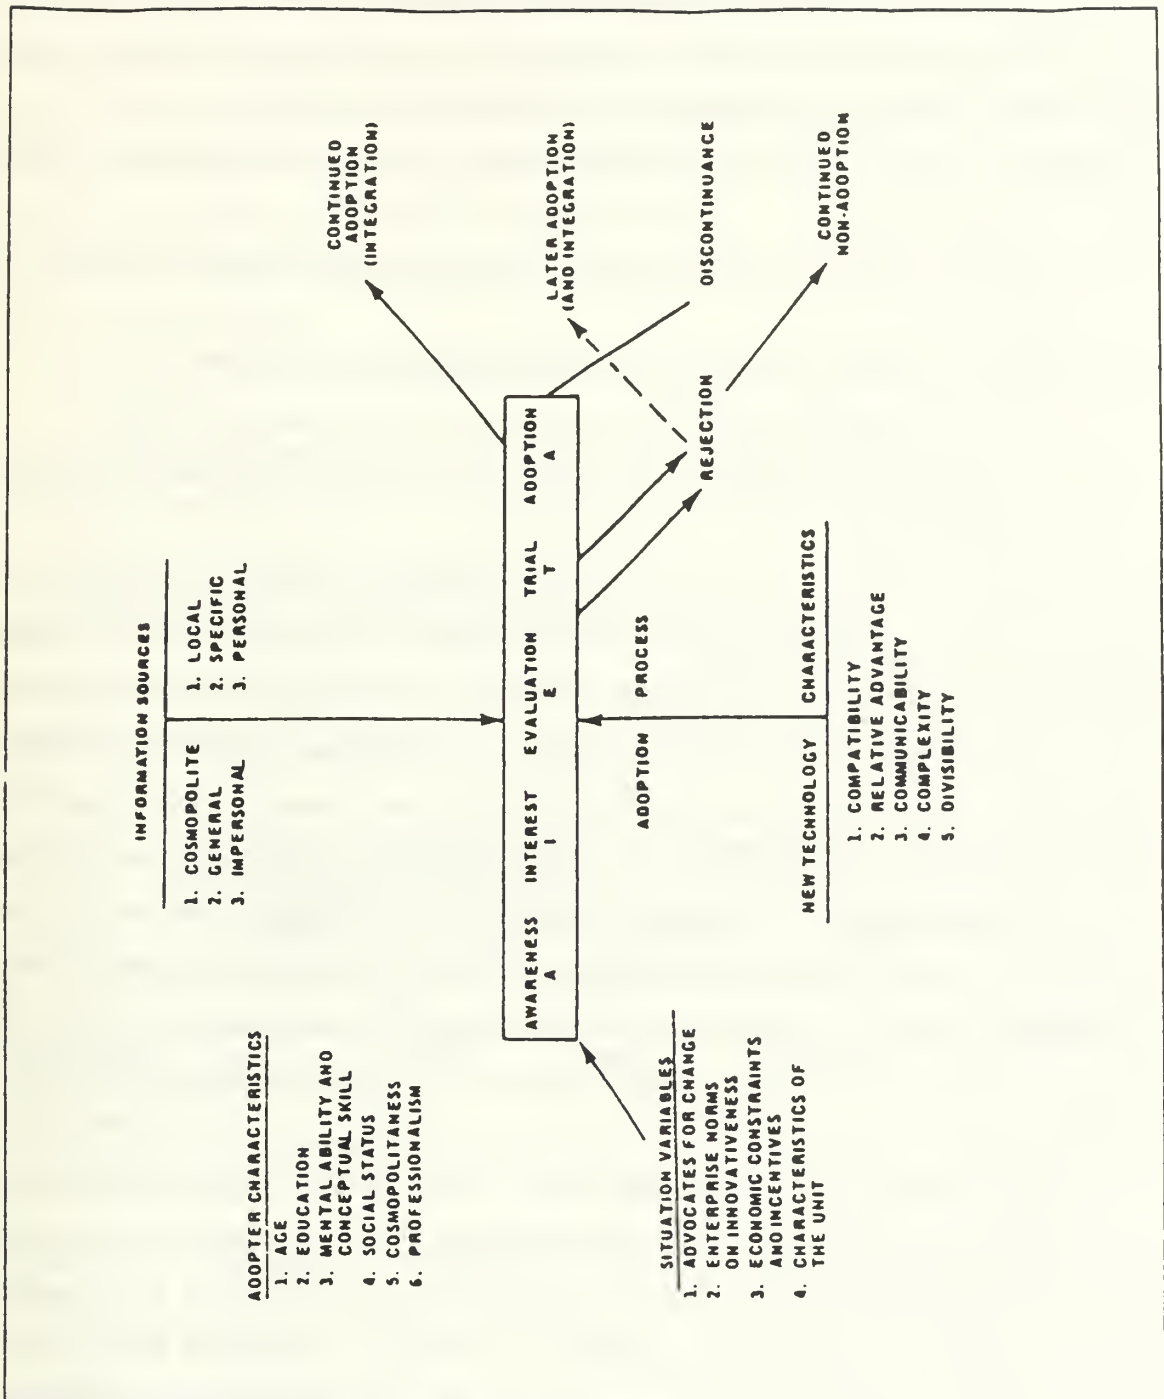 INFORMATION SOURCES
1. COSMOPOLITE
2. GENERAL
3. IMPERSONAL
1. LOCAL
2. SPECIFIC
3. PERSONAL
ADOPTER CHARACTERISTICS
1. AGE
2. EDUCATION
3. MENTAL ABILITY AND
CONCEPTUAL SKILL
4. SOCIAL STATUS
5. COSMOPOLITANESS
6. PROFESSIONALISM
CONTINUED
ADOPTION
(INTEGRATION)
AWARENESS INTEREST EVALUATION TRIAL ADOPTION
A I E T A
LATER ADOPTION
(AND INTEGRATION)
DISCONTINUANCE
ADOPTION PROCESS
REJECTION
CONTINUED
NON-ADOPTION
SITUATION VARIABLES
1. ADVOCATES FOR CHANGE
2. ENTERPRISE NORMS
ON INNOVATIVENESS
3. ECONOMIC CONSTRAINTS
AND INCENTIVES
4. CHARACTERISTICS OF
THE UNIT
NEW TECHNOLOGY CHARACTERISTICS
1. COMPATIBILITY
2. RELATIVE ADVANTAGE
3. COMMUNICABILITY
4. COMPLEXITY
5. DIVISIBILITY